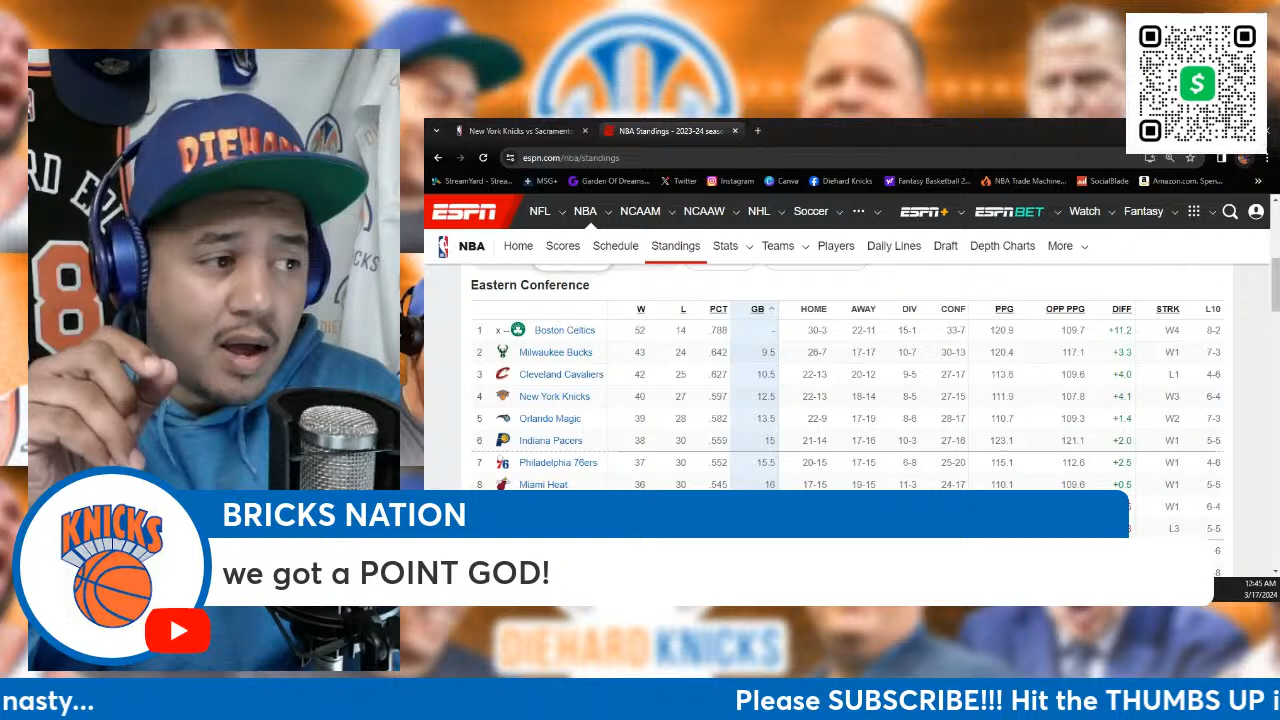 DIEHARD
8
CKS
New York Knicks vs Sacramento
NBA Standings - 2023-24 seaso
espn.com/nba/standings
StreamYard - Strea...
MSG+
Garden Of Dreams...
Twitter
Instagram
Canva
Diehard Knicks
Fantasy Basketball 2...
NBA Trade Machine...
SocialBlade
Amazon.com. Spen...
ESPN NFL NBA NCAAM NCAAW NHL Soccer ESPN+ ESPN BET Watch Fantasy
NBA Home Scores Schedule Standings Stats Teams Players Daily Lines Draft Depth Charts More
Eastern Conference
W L PCT GB HOME AWAY DIV CONF PPG OPP PPG DIFF STRK L10
1 x -- Boston Celtics 52 14 .788 - 30-3 22-11 15-1 33-7 120.9 109.7 +11.2 W4 8-2
2 Milwaukee Bucks 43 24 .642 9.5 26-7 17-17 10-7 30-13 120.4 117.1 +3.3 W1 7-3
3 Cleveland Cavaliers 42 25 .627 10.5 22-13 20-12 9-5 27-17 113.6 109.6 +4.0 L1 4-6
4 New York Knicks 40 27 .597 12.5 22-13 18-14 8-5 27-15 111.9 107.8 +4.1 W3 6-4
5 Orlando Magic 39 28 .582 13.5 22-9 17-19 8-6 28-17 110.7 109.3 +1.4 W2 7-3
6 Indiana Pacers 38 30 .559 15 21-14 17-16 10-3 27-16 123.1 121.1 +2.0 W1 5-5
7 Philadelphia 76ers 37 30 .552 15.5 20-15 17-15 6-8 25-20 115.1 112.6 +2.5 W1 4-6
8 Miami Heat 36 30 .545 16 17-15 19-15 11-3 24-17 110.1 109.6 +0.5 W1 5-5
W1 6-4
L3 5-5
-6
-8
12:45 AM
3/17/2024
KNICKS
BRICKS NATION
we got a POINT GOD!
DIEHARD KNICKS
nasty...
Please SUBSCRIBE!!! Hit the THUMBS UP i